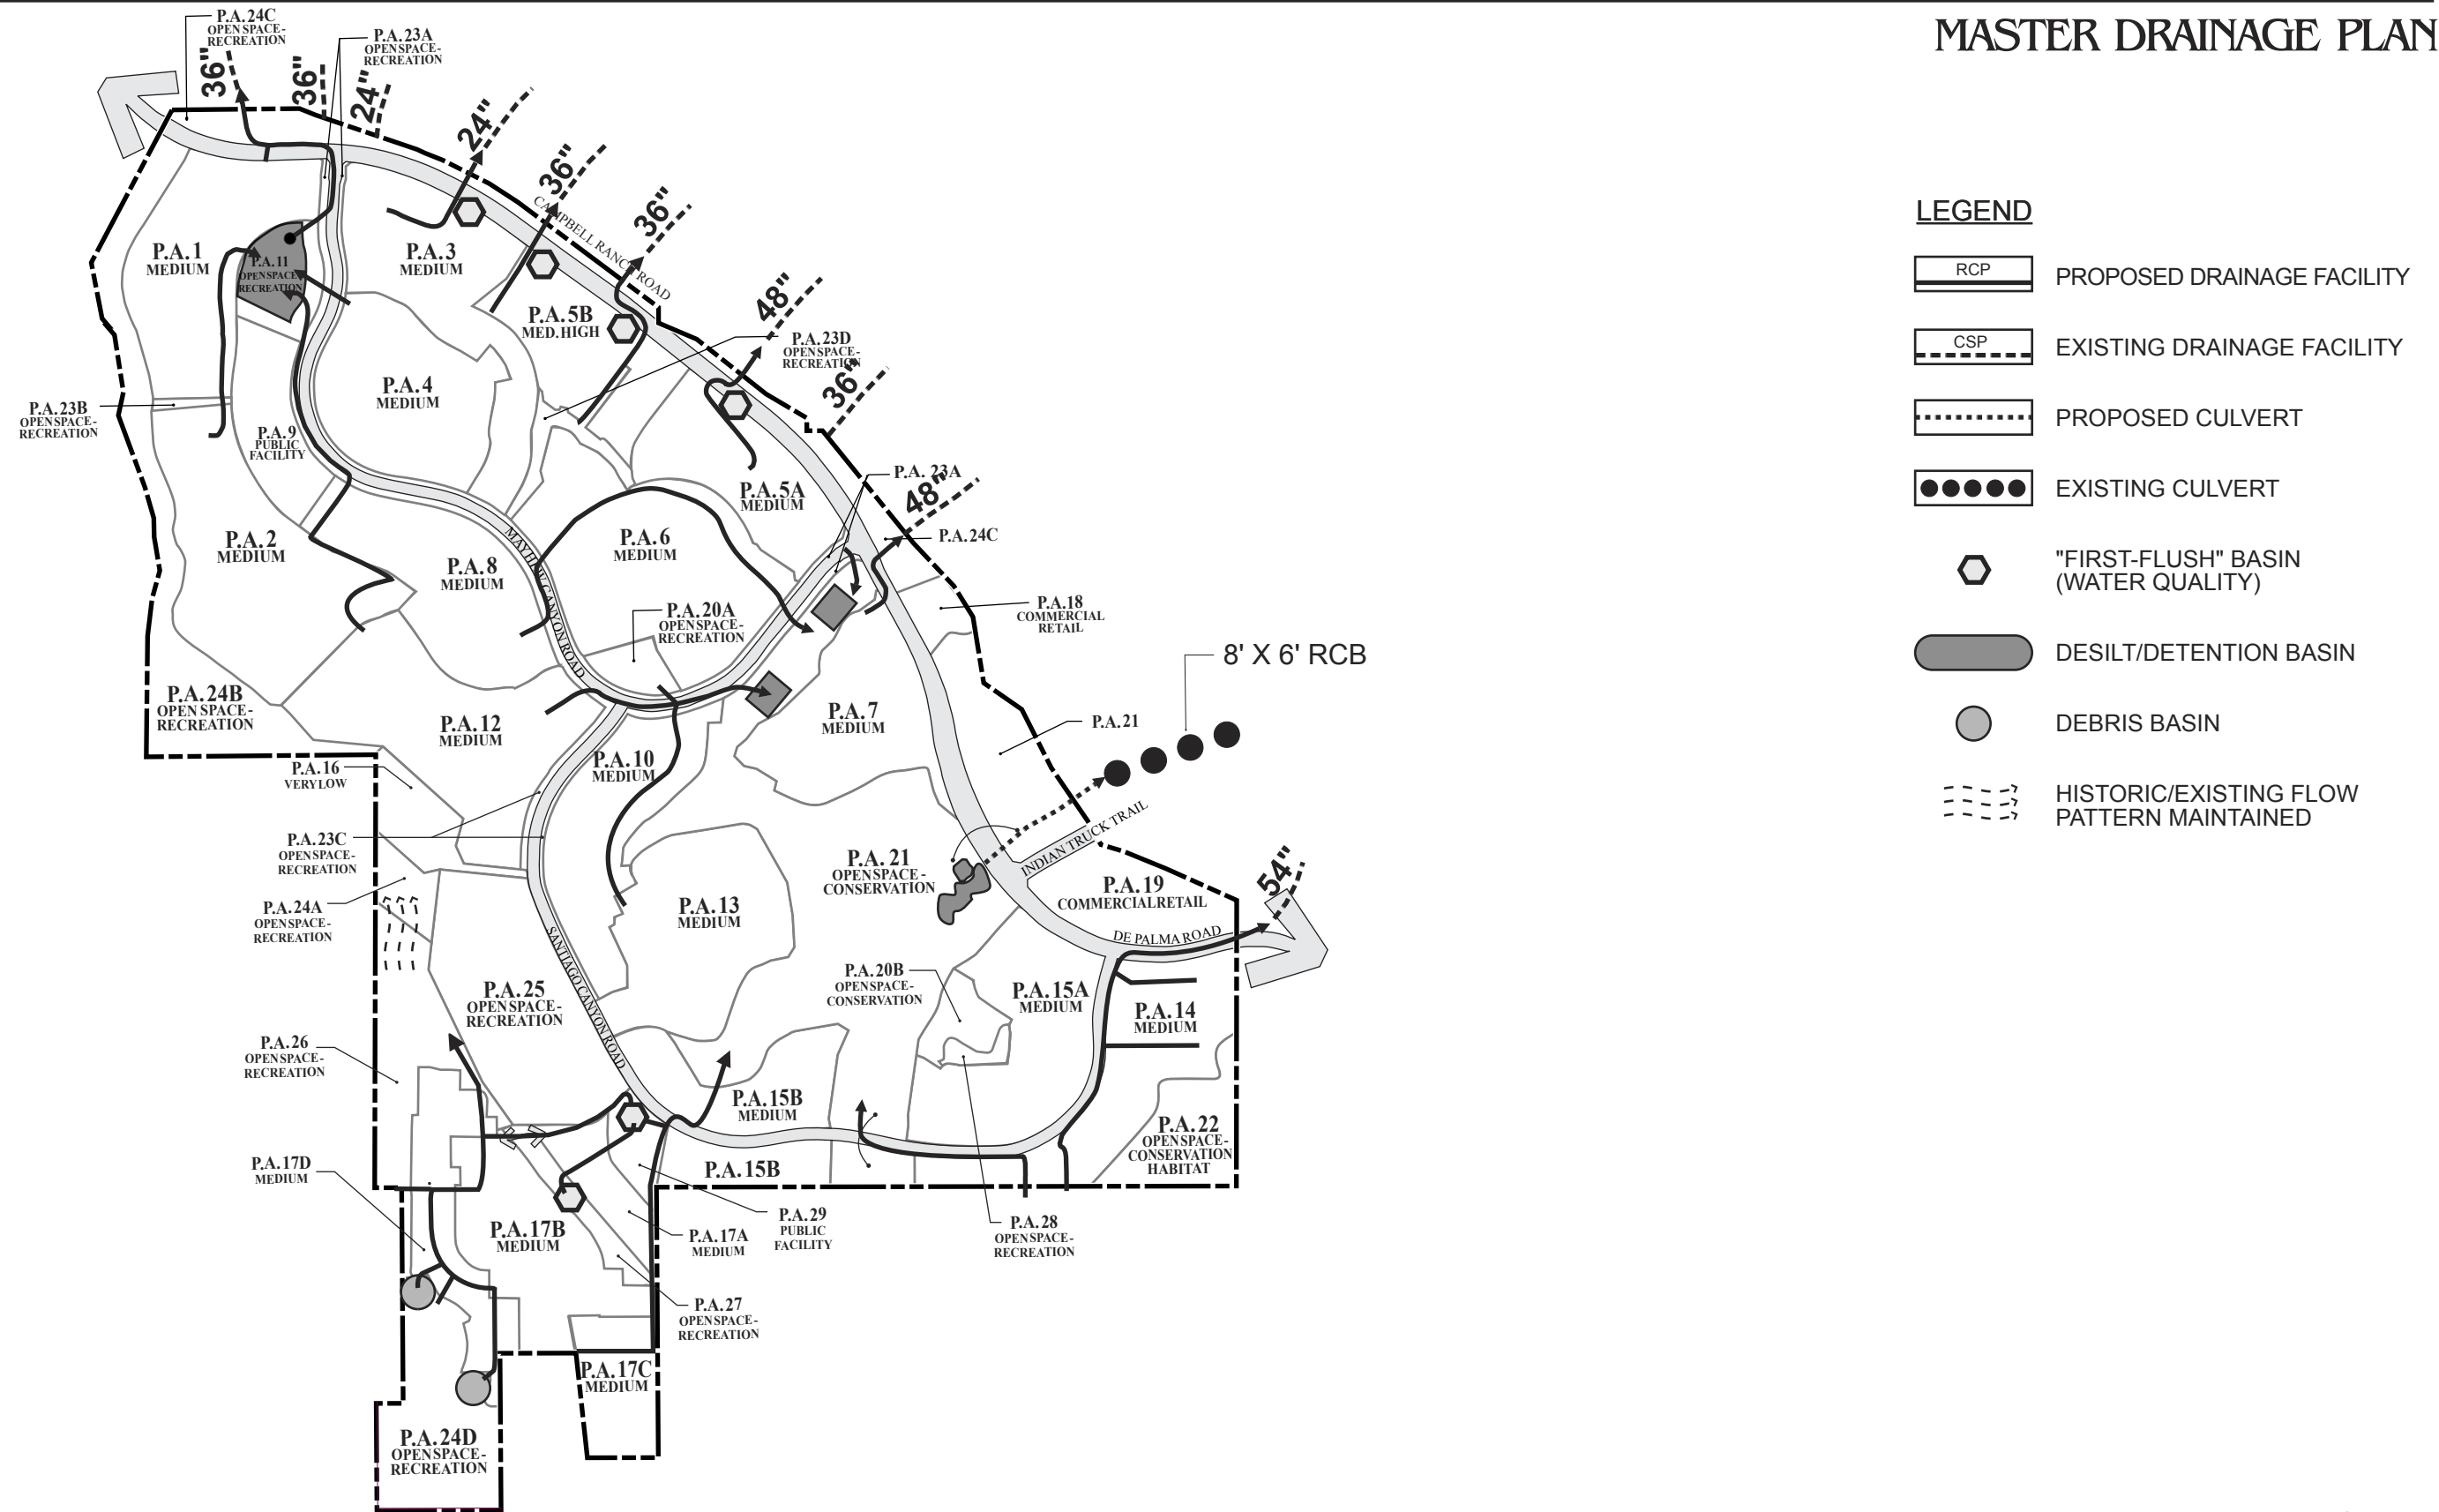 MASTER DRAINAGE PLAN
P.A.24C
OPEN SPACE-
RECREATION
P.A.23A
OPEN SPACE-
RECREATION
36"
36"
24"
24"
36"
36"
48"
36"
48"
CAMPBELL RANCH ROAD
P.A.1
MEDIUM
P.A.11
OPEN SPACE-
RECREATION
P.A.3
MEDIUM
P.A.5B
MED.HIGH
P.A.23D
OPEN SPACE-
RECREATION
P.A.4
MEDIUM
P.A.23B
OPEN SPACE-
RECREATION
P.A.9
PUBLIC
FACILITY
P.A. 23A
P.A.5A
MEDIUM
P.A.2
MEDIUM
P.A.8
MEDIUM
P.A.6
MEDIUM
P.A.24C
MAYHEW CANYON ROAD
P.A.20A
OPEN SPACE-
RECREATION
P.A.18
COMMERCIAL
RETAIL
8' X 6' RCB
P.A.24B
OPEN SPACE-
RECREATION
P.A.12
MEDIUM
P.A.7
MEDIUM
P.A.21
P.A.10
MEDIUM
P.A.16
VERY LOW
P.A.23C
OPEN SPACE-
RECREATION
INDIAN TRUCK TRAIL
P.A.21
OPEN SPACE-
CONSERVATION
P.A.19
COMMERCIAL RETAIL
54"
P.A.24A
OPEN SPACE-
RECREATION
P.A.13
MEDIUM
DE PALMA ROAD
SANTIAGO CANYON ROAD
P.A.20B
OPEN SPACE-
CONSERVATION
P.A.25
OPEN SPACE-
RECREATION
P.A.15A
MEDIUM
P.A.14
MEDIUM
P.A.26
OPEN SPACE-
RECREATION
P.A.15B
MEDIUM
P.A.22
OPEN SPACE-
CONSERVATION
HABITAT
P.A.17D
MEDIUM
P.A.15B
P.A.17B
MEDIUM
P.A.29
PUBLIC
FACILITY
P.A.17A
MEDIUM
P.A.28
OPEN SPACE-
RECREATION
P.A.27
OPEN SPACE-
RECREATION
P.A.17C
MEDIUM
P.A.24D
OPEN SPACE-
RECREATION
LEGEND
RCP
PROPOSED DRAINAGE FACILITY
CSP
EXISTING DRAINAGE FACILITY
PROPOSED CULVERT
EXISTING CULVERT
"FIRST-FLUSH" BASIN
(WATER QUALITY)
DESILT/DETENTION BASIN
DEBRIS BASIN
HISTORIC/EXISTING FLOW
PATTERN MAINTAINED